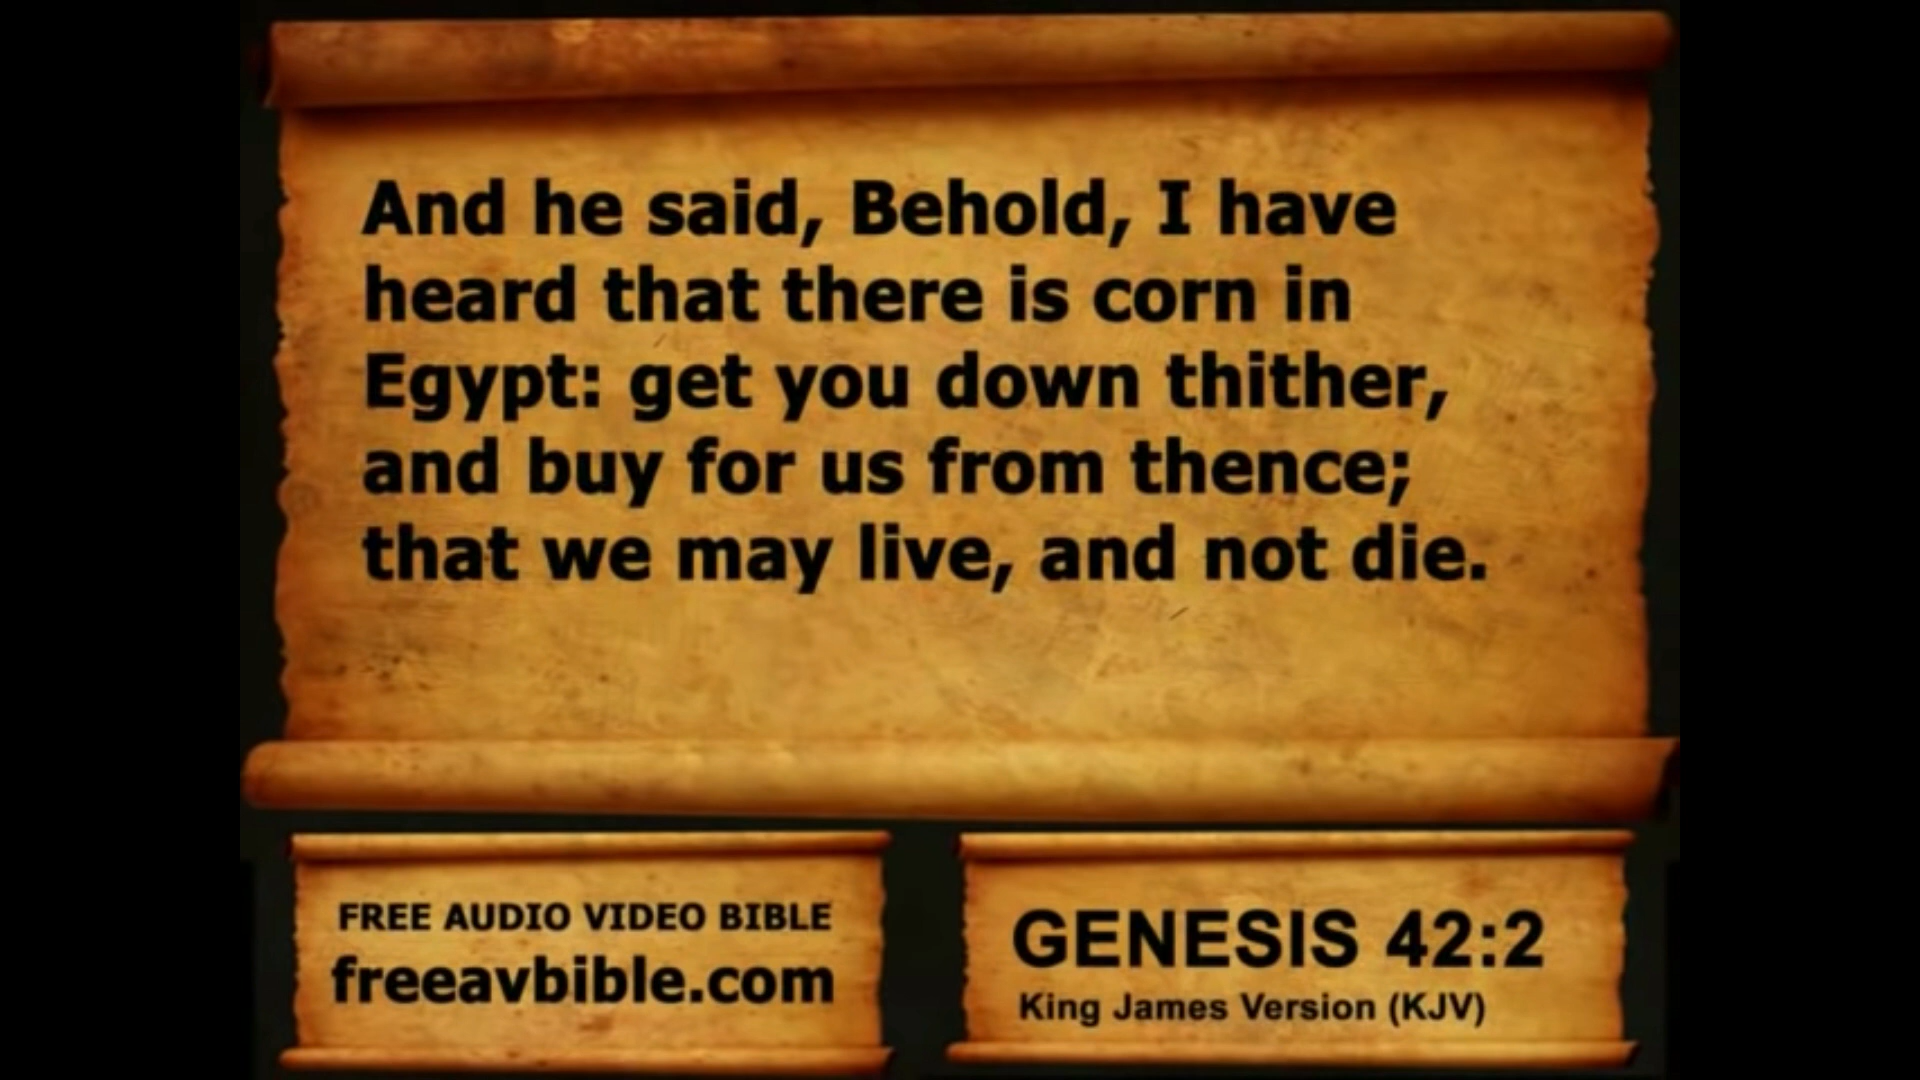 And he said, Behold, I have
heard that there is corn in
Egypt: get you down thither,
and buy for us from thence;
that we may live, and not die.
FREE AUDIO VIDEO BIBLE
freeavbible.com
GENESIS 42:2
King James Version (KJV)